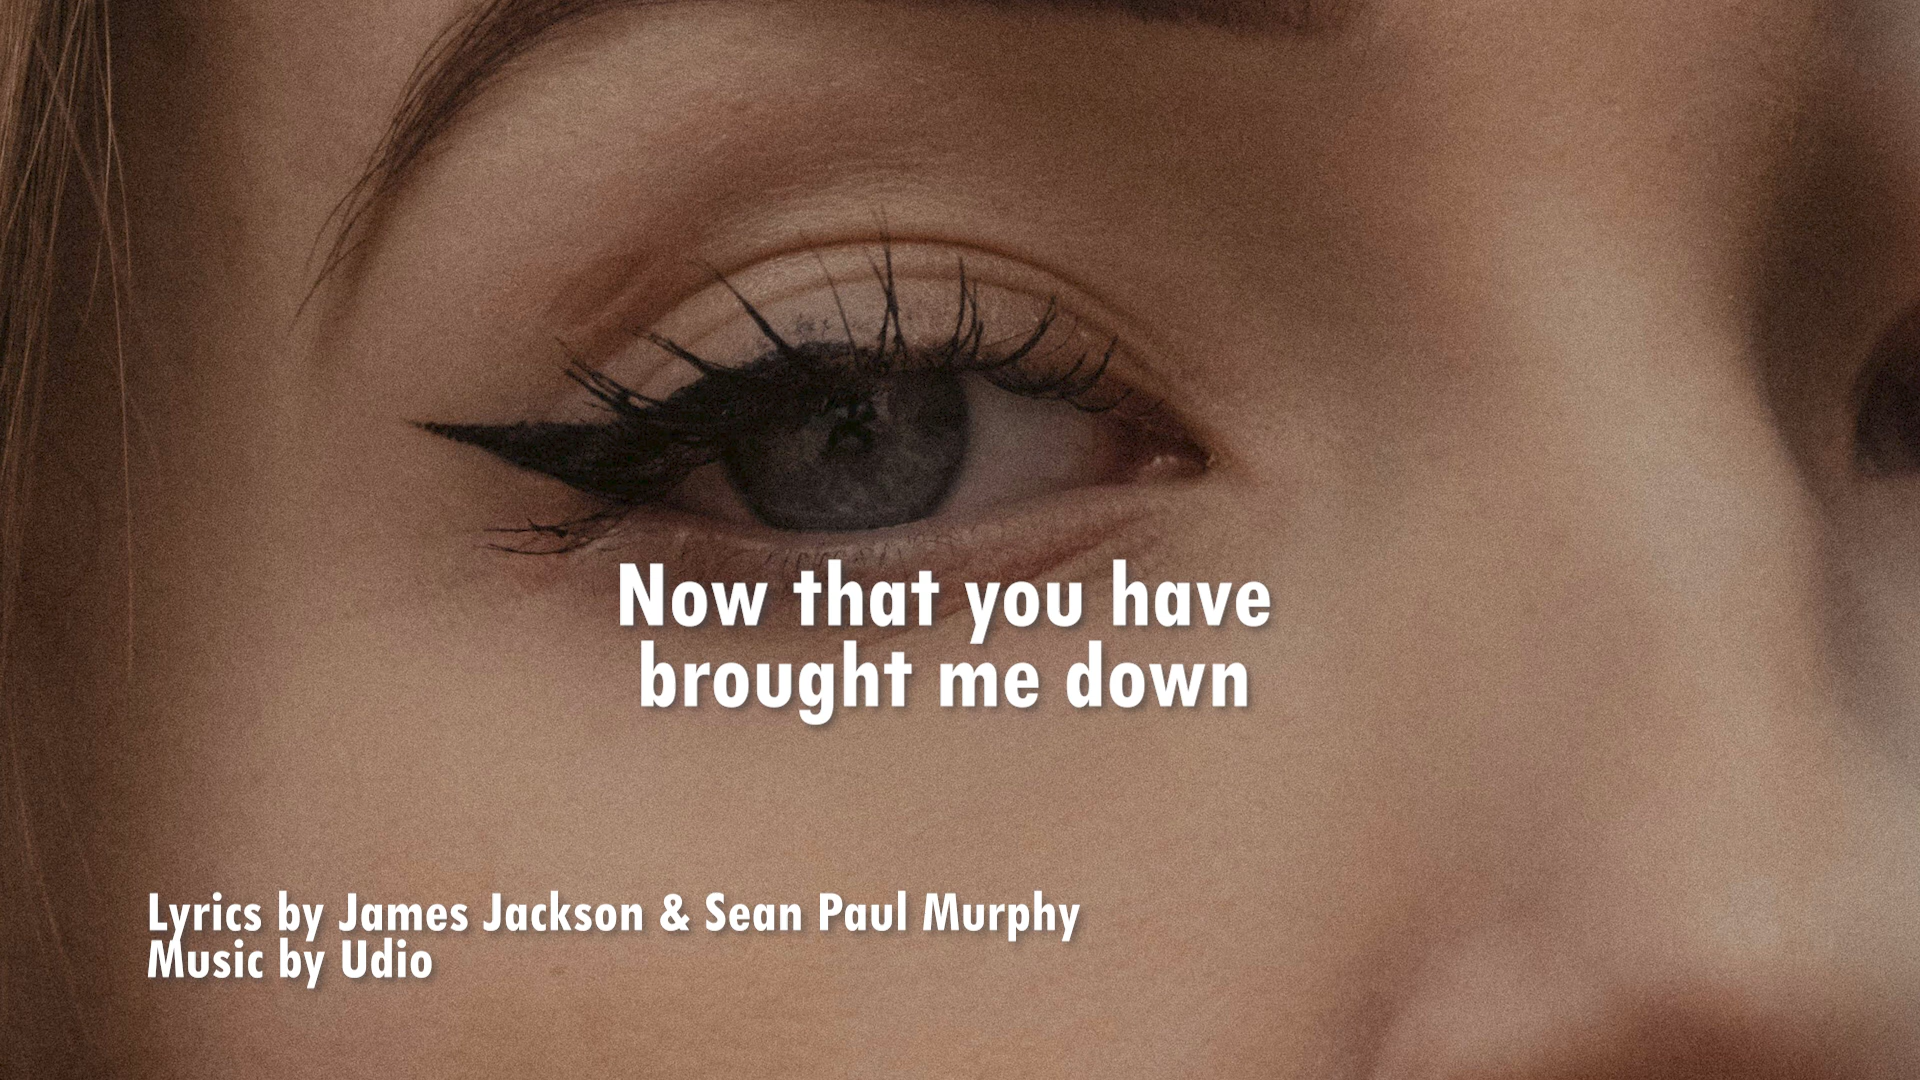 Now that you have
brought me down
Lyrics by James Jackson & Sean Paul Murphy
Music by Udio